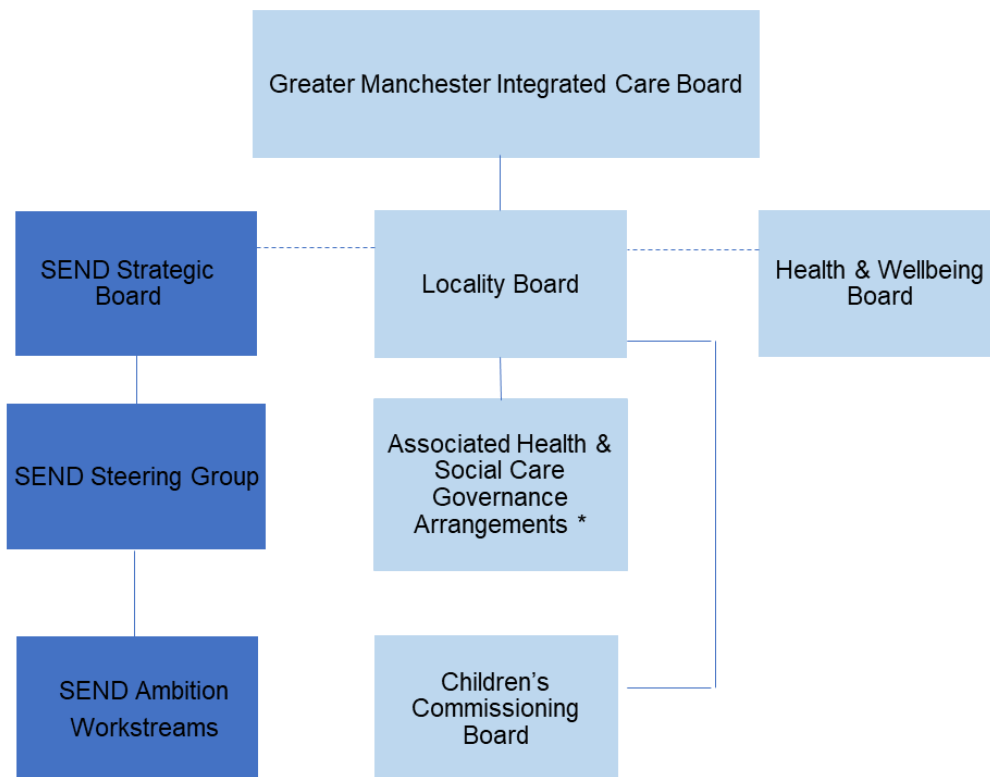 Greater Manchester Integrated Care Board
SEND Strategic
Board
Locality Board
Health & Wellbeing
Board
SEND Steering Group
Associated Health &
Social Care
Governance
Arrangements *
SEND Ambition
Workstreams
Children’s
Commissioning
Board